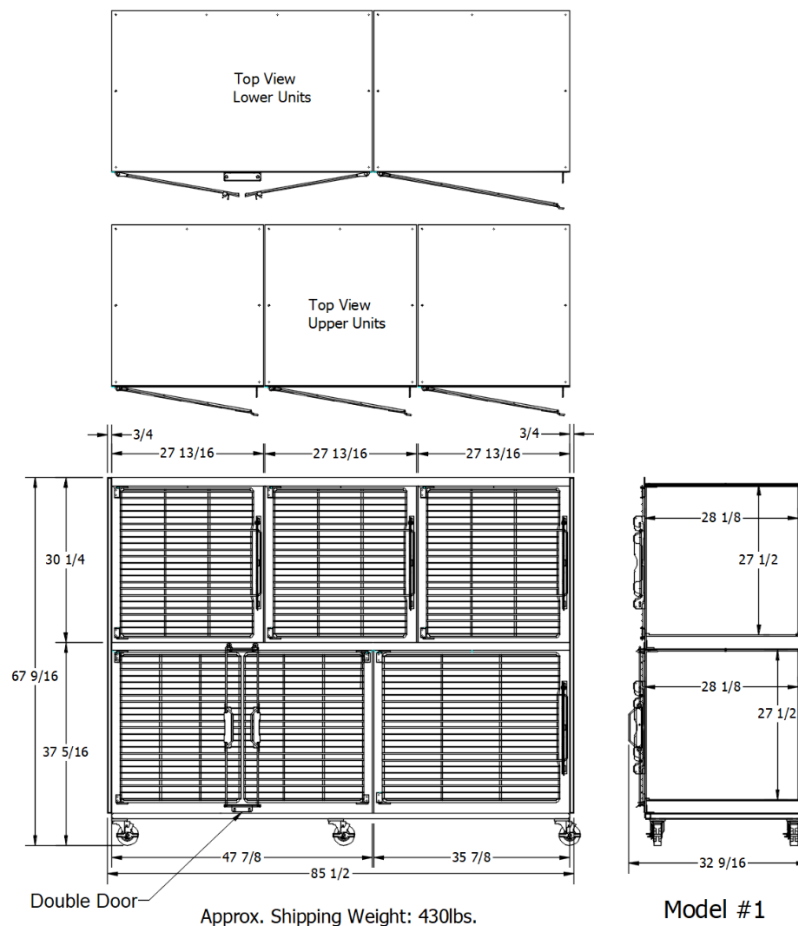 Top View
Lower Units
Top View
Upper Units
3/4
3/4
27 13/16
27 13/16
27 13/16
30 1/4
28 1/8
27 1/2
67 9/16
28 1/8
27 1/2
37 5/16
47 7/8
35 7/8
32 9/16
85 1/2
Double Door
Approx. Shipping Weight: 430lbs.
Model #1